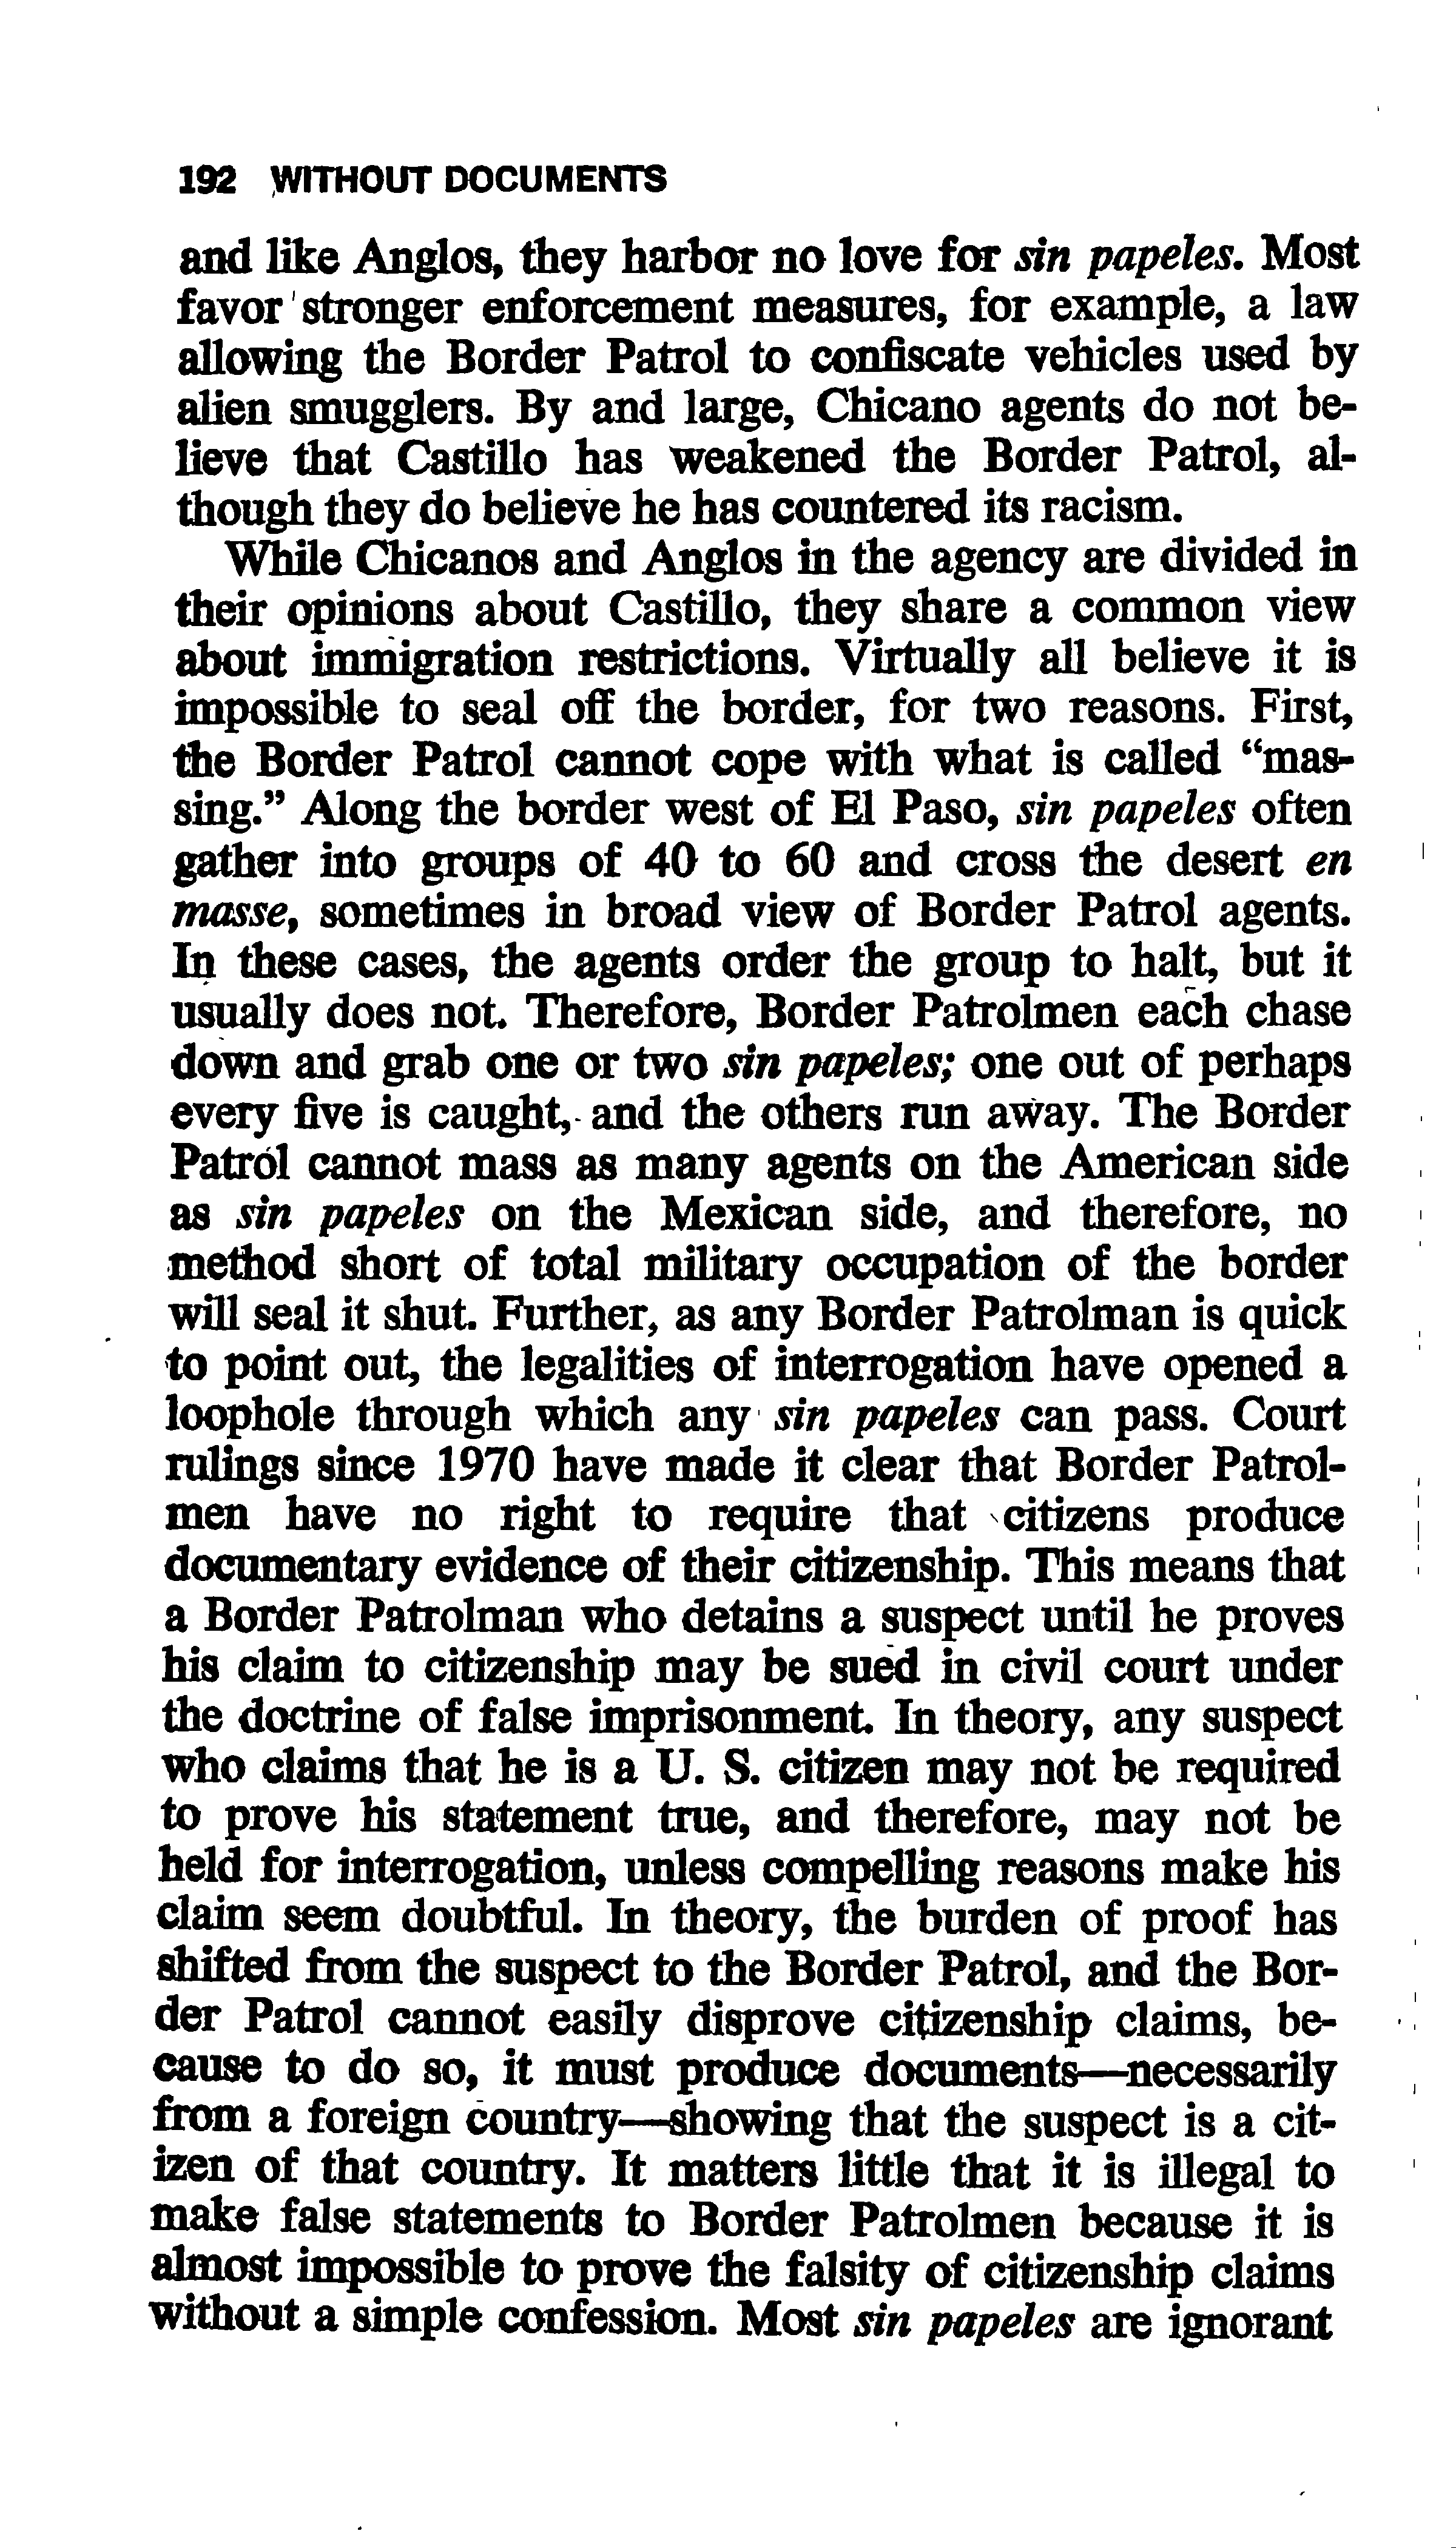 192 WITHOUT DOCUMENTS
and like Anglos, they harbor no love for sin papeles. Most
favor stronger enforcement measures, for example, a law
allowing the Border Patrol to confiscate vehicles used by
alien smugglers. By and large, Chicano agents do not be-
lieve that Castillo has weakened the Border Patrol, al-
though they do believe he has countered its racism.
While Chicanos and Anglos in the agency are divided in
their opinions about Castillo, they share a common view
about immigration restrictions. Virtually all believe it is
impossible to seal off the border, for two reasons. First,
the Border Patrol cannot cope with what is called “mas-
sing.” Along the border west of El Paso, sin papeles often
gather into groups of 40 to 60 and cross the desert en
masse, sometimes in broad view of Border Patrol agents.
In these cases, the agents order the group to halt, but it
usually does not. Therefore, Border Patrolmen each chase
down and grab one or two sin papeles; one out of perhaps
every five is caught, and the others run away. The Border
Patrol cannot mass as many agents on the American side
as sin papeles on the Mexican side, and therefore, no
method short of total military occupation of the border
will seal it shut. Further, as any Border Patrolman is quick
to point out, the legalities of interrogation have opened a
loophole through which any sin papeles can pass. Court
rulings since 1970 have made it clear that Border Patrol-
men have no right to require that citizens produce
documentary evidence of their citizenship. This means that
a Border Patrolman who detains a suspect until he proves
his claim to citizenship may be sued in civil court under
the doctrine of false imprisonment. In theory, any suspect
who claims that he is a U. S. citizen may not be required
to prove his statement true, and therefore, may not be
held for interrogation, unless compelling reasons make his
claim seem doubtful. In theory, the burden of proof has
shifted from the suspect to the Border Patrol, and the Bor-
der Patrol cannot easily disprove citizenship claims, be-
cause to do so, it must produce documents—necessarily
from a foreign country—showing that the suspect is a cit-
izen of that country. It matters little that it is illegal to
make false statements to Border Patrolmen because it is
almost impossible to prove the falsity of citizenship claims
without a simple confession. Most sin papeles are ignorant